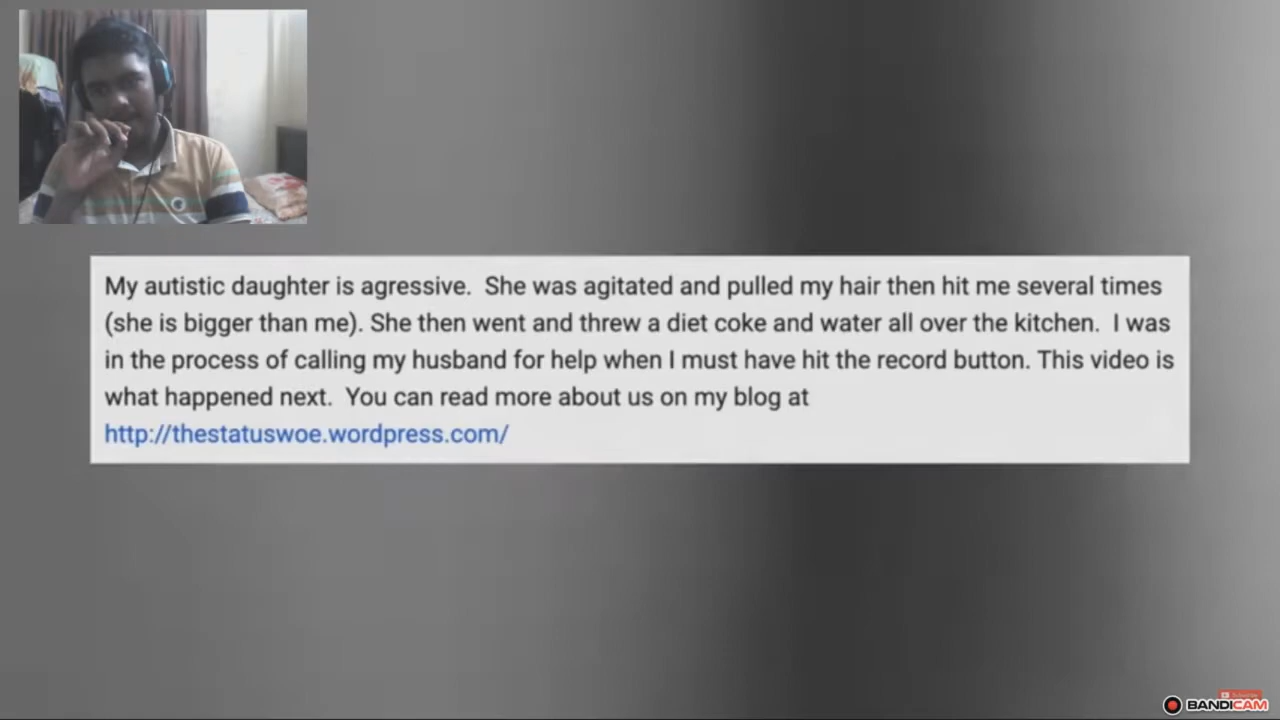 My autistic daughter is agressive.  She was agitated and pulled my hair then hit me several times
(she is bigger than me). She then went and threw a diet coke and water all over the kitchen.  I was
in the process of calling my husband for help when I must have hit the record button. This video is
what happened next.  You can read more about us on my blog at
http://thestatuswoe.wordpress.com/
Subscribe
BANDICAM